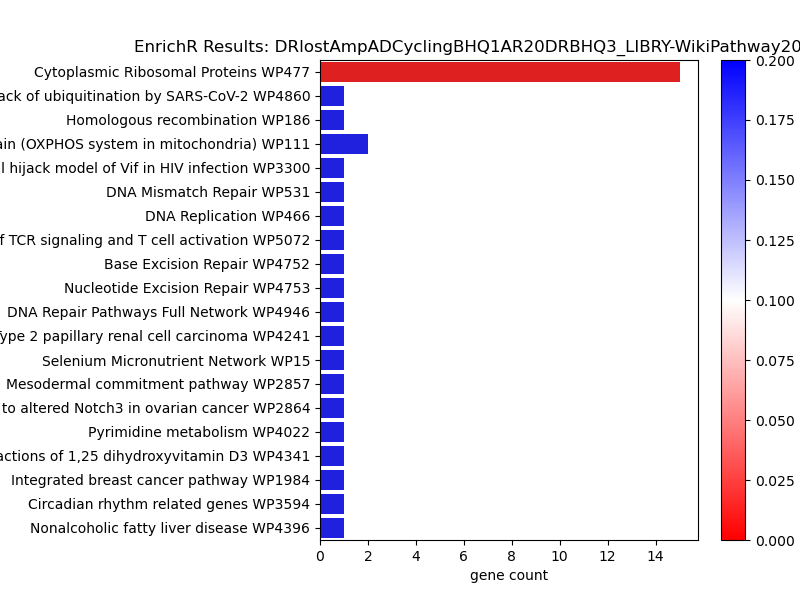 EnrichR Results: DRlostAmpADCyclingBHQ1AR20DRBHQ3_LIBRY-WikiPathway20
Cytoplasmic Ribosomal Proteins WP477
ack of ubiquitination by SARS-CoV-2 WP4860
Homologous recombination WP186
ain (OXPHOS system in mitochondria) WP111
l hijack model of Vif in HIV infection WP3300
DNA Mismatch Repair WP531
DNA Replication WP466
f TCR signaling and T cell activation WP5072
Base Excision Repair WP4752
Nucleotide Excision Repair WP4753
DNA Repair Pathways Full Network WP4946
Type 2 papillary renal cell carcinoma WP4241
Selenium Micronutrient Network WP15
Mesodermal commitment pathway WP2857
to altered Notch3 in ovarian cancer WP2864
Pyrimidine metabolism WP4022
actions of 1,25 dihydroxyvitamin D3 WP4341
Integrated breast cancer pathway WP1984
Circadian rhythm related genes WP3594
Nonalcoholic fatty liver disease WP4396
0 2 4 6 8 10 12 14
gene count
0.200
0.175
0.150
0.125
0.100
0.075
0.050
0.025
0.000